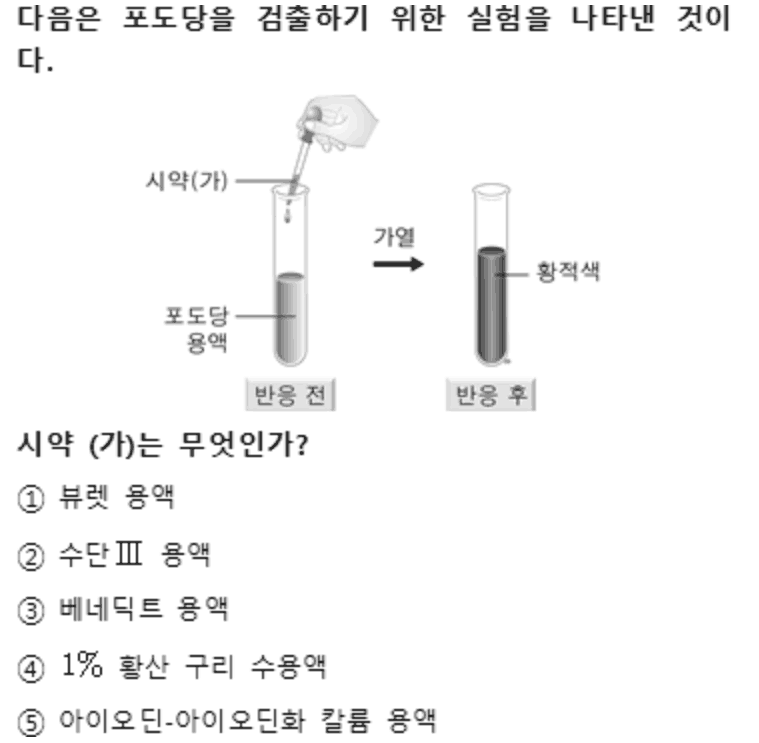 다음은 포도당을 검출하기 위한 실험을 나타낸 것이
다.
시약(가)
가열
황적색
포도당
용액
반응 전
반응 후
시약 (가)는 무엇인가?
① 뷰렛 용액
② 수단Ⅲ 용액
③ 베네딕트 용액
④ 1% 황산 구리 수용액
⑤ 아이오딘-아이오딘화 칼륨 용액